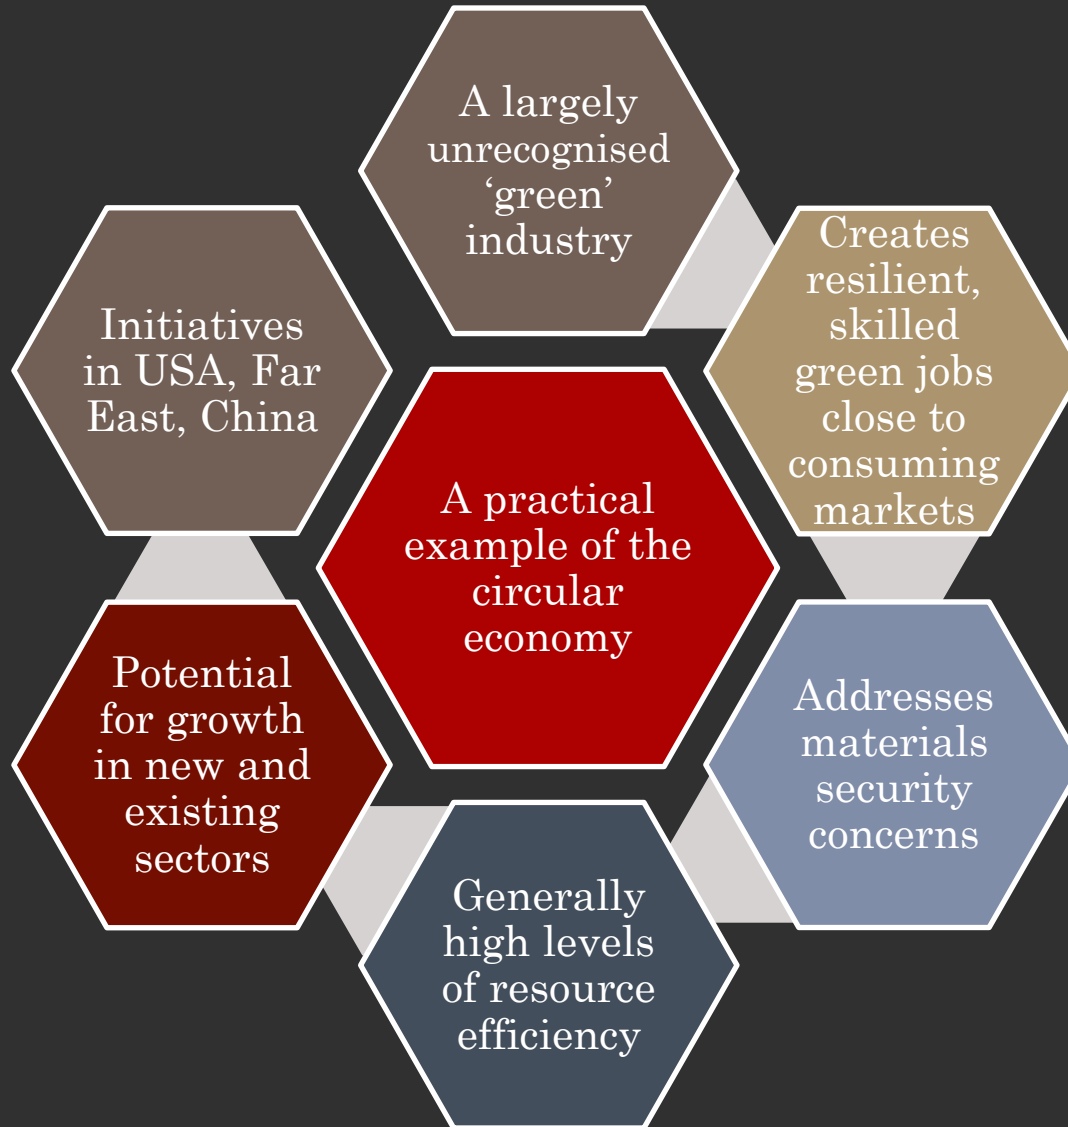 A largely
unrecognised
‘green’
industry
Creates
resilient,
skilled
green jobs
close to
consuming
markets
Initiatives
in USA, Far
East, China
A practical
example of the
circular
economy
Potential
for growth
in new and
existing
sectors
Addresses
materials
security
concerns
Generally
high levels
of resource
efficiency